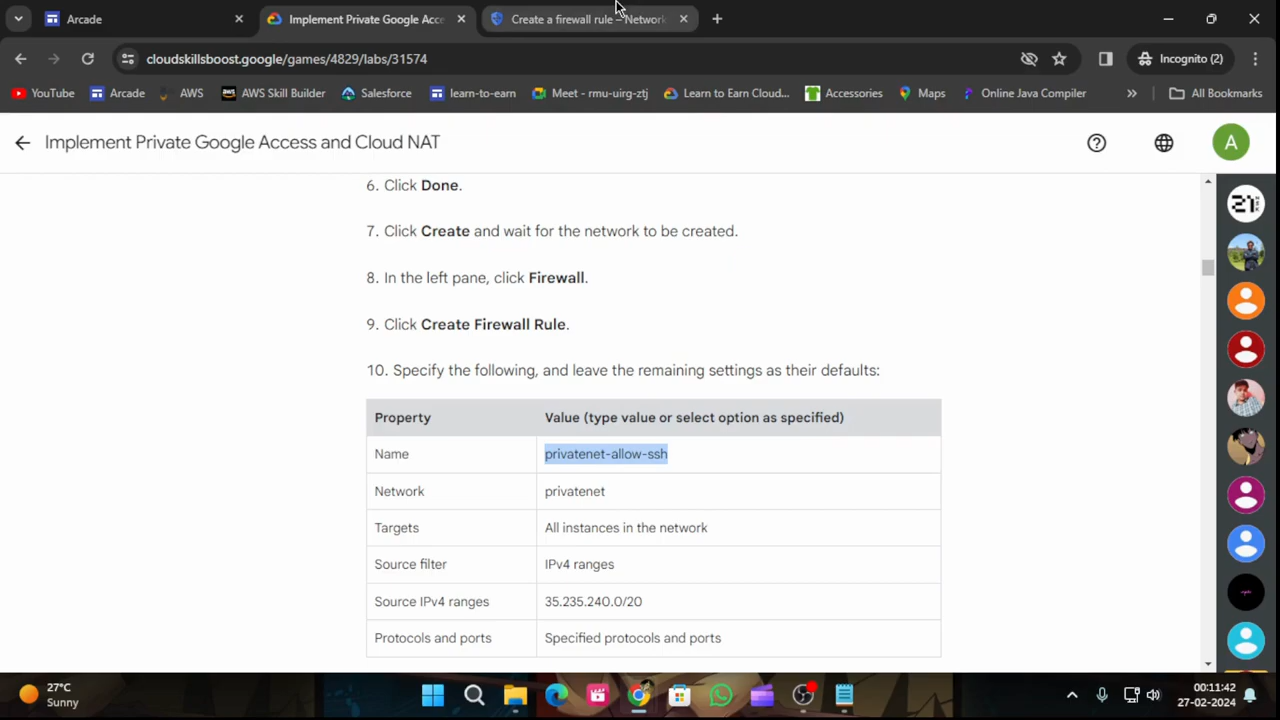 Arcade
Implement Private Google Acce
Create a firewall rule – Network
cloudskillsboost.google/games/4829/labs/31574
Incognito (2)
YouTube
Arcade
AWS
AWS Skill Builder
Salesforce
learn-to-earn
Meet - rmu-uirg-ztj
Learn to Earn Cloud...
Accessories
Maps
Online Java Compiler
»
All Bookmarks
Implement Private Google Access and Cloud NAT
A
6. Click Done.
7. Click Create and wait for the network to be created.
8. In the left pane, click Firewall.
9. Click Create Firewall Rule.
10. Specify the following, and leave the remaining settings as their defaults:
Property Value (type value or select option as specified)
Name privatenet-allow-ssh
Network privatenet
Targets All instances in the network
Source filter IPv4 ranges
Source IPv4 ranges 35.235.240.0/20
Protocols and ports Specified protocols and ports
27°C
Sunny
00:11:42
27-02-2024